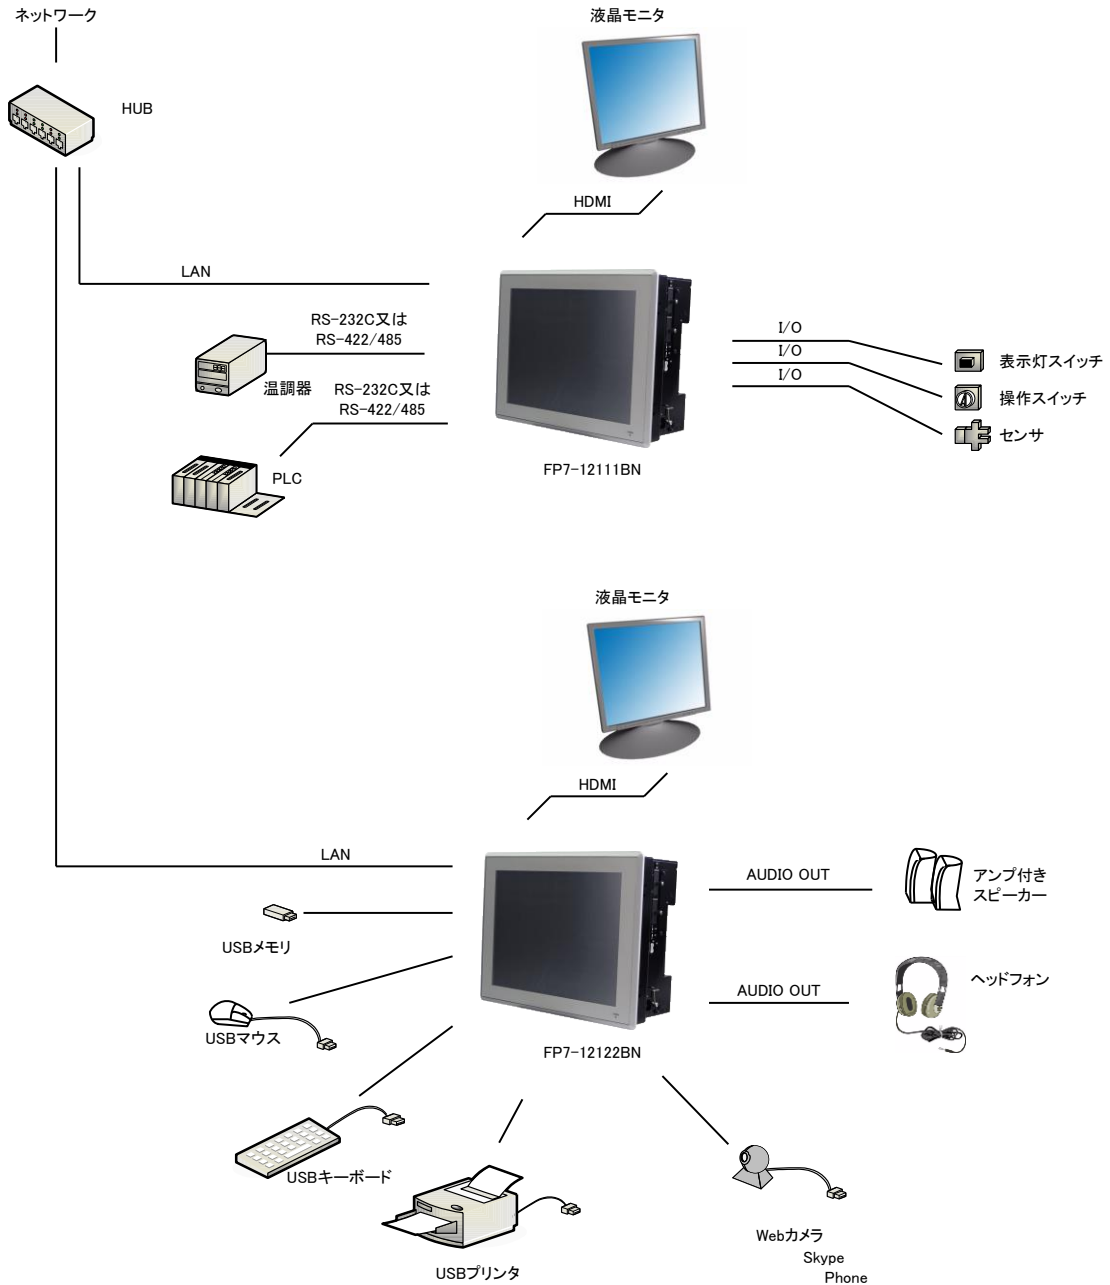 ネットワーク
液晶モニタ
HUB
HDMI
LAN
RS-232C又は
RS-422/485
温調器
RS-232C又は
RS-422/485
PLC
I/O
I/O
I/O
表示灯スイッチ
操作スイッチ
センサ
FP7-12111BN
液晶モニタ
HDMI
LAN
AUDIO OUT
アンプ付き
スピーカー
USBメモリ
AUDIO OUT
ヘッドフォン
USBマウス
FP7-12122BN
USBキーボード
USBプリンタ
Webカメラ
Skype
Phone